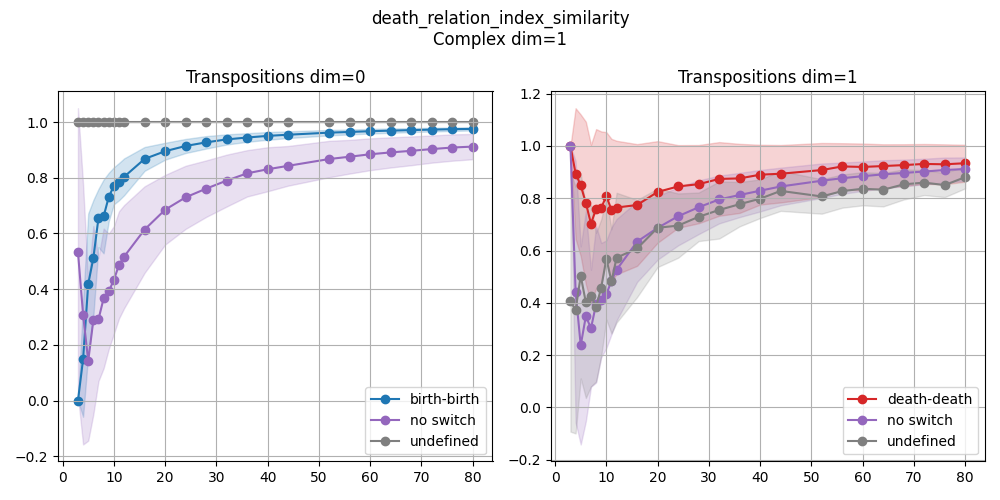 death_relation_index_similarity
Complex dim=1
Transpositions dim=0
1.0
0.8
0.6
0.4
0.2
0.0
−0.2
0 10 20 30 40 50 60 70 80
birth-birth
no switch
undefined
Transpositions dim=1
1.2
1.0
0.8
0.6
0.4
0.2
0.0
−0.2
0 10 20 30 40 50 60 70 80
death-death
no switch
undefined